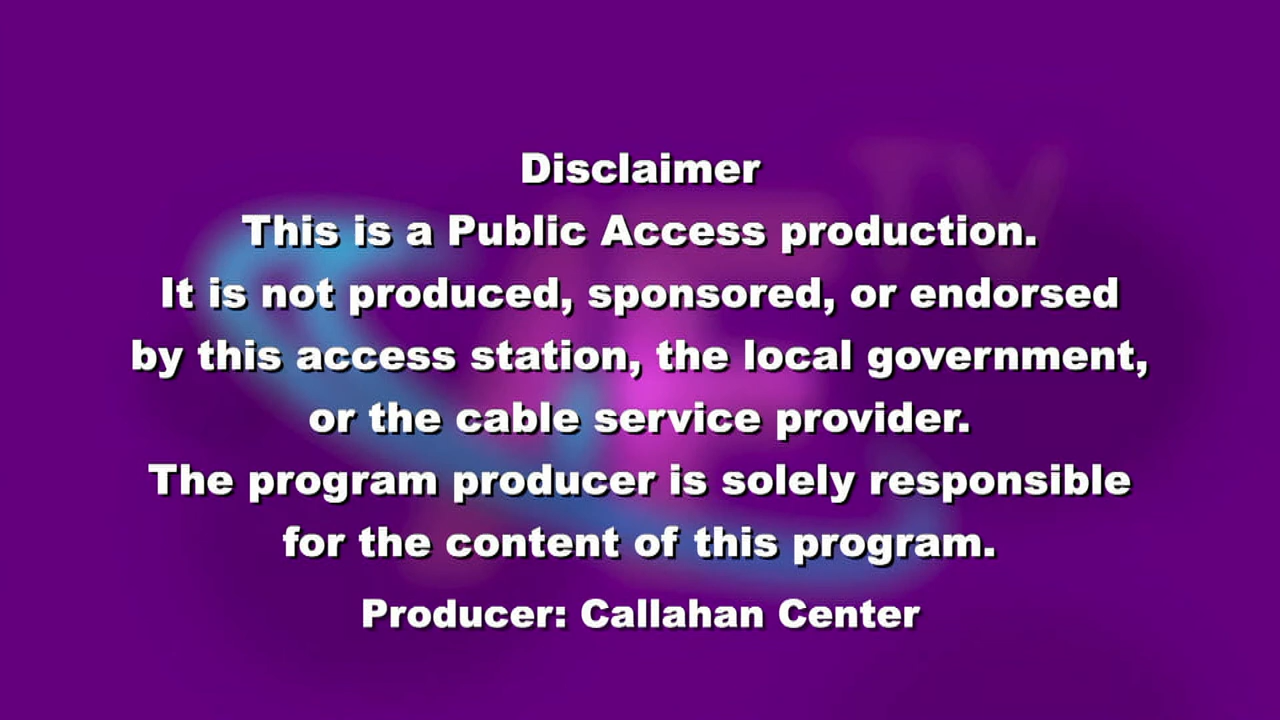 Disclaimer
This is a Public Access production.
It is not produced, sponsored, or endorsed
by this access station, the local government,
or the cable service provider.
The program producer is solely responsible
for the content of this program.
Producer: Callahan Center
TV